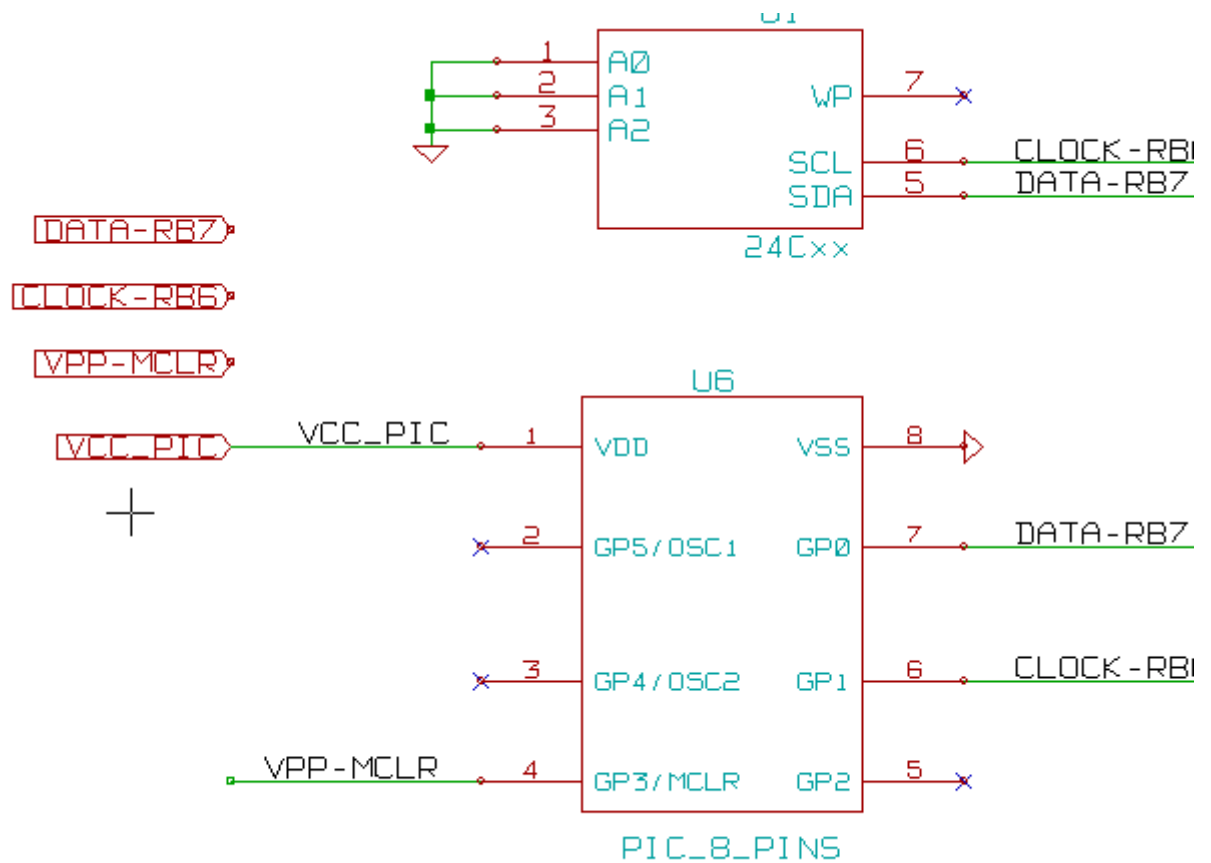 U1
1
A0
2
A1
3
A2
WP
7
SCL
6
SDA
5
CLOCK-RB
DATA-RB7
24Cxx
DATA-RB7
CLOCK-RB6
VPP-MCLR
VCC_PIC
VCC_PIC
U6
1
VDD
VSS
8
2
GP5/OSC1
GP0
7
DATA-RB7
3
GP4/OSC2
GP1
6
CLOCK-RB
VPP-MCLR
4
GP3/MCLR
GP2
5
PIC_8_PINS